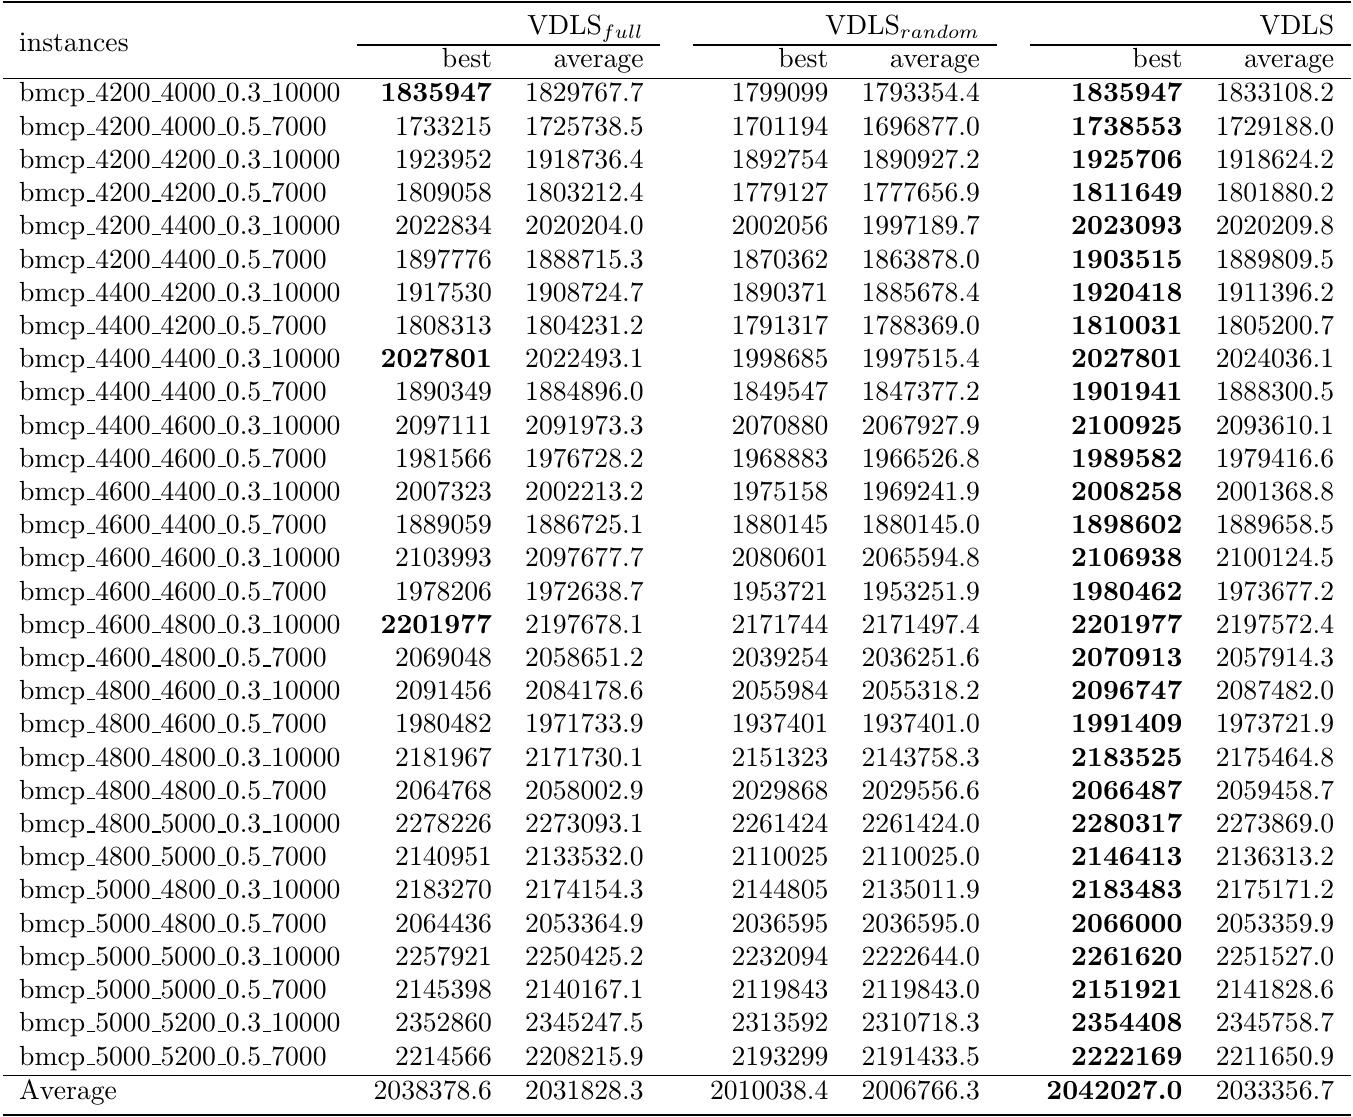 instances VDLSfull VDLSrandom VDLS
best average best average best average
bmcp_4200_4000_0.3_10000 1835947 1829767.7 1799099 1793354.4 1835947 1833108.2
bmcp_4200_4000_0.5_7000 1733215 1725738.5 1701194 1696877.0 1738553 1729188.0
bmcp_4200_4200_0.3_10000 1923952 1918736.4 1892754 1890927.2 1925706 1918624.2
bmcp_4200_4200_0.5_7000 1809058 1803212.4 1779127 1777656.9 1811649 1801880.2
bmcp_4200_4400_0.3_10000 2022834 2020204.0 2002056 1997189.7 2023093 2020209.8
bmcp_4200_4400_0.5_7000 1897776 1888715.3 1870362 1863878.0 1903515 1889809.5
bmcp_4400_4200_0.3_10000 1917530 1908724.7 1890371 1885678.4 1920418 1911396.2
bmcp_4400_4200_0.5_7000 1808313 1804231.2 1791317 1788369.0 1810031 1805200.7
bmcp_4400_4400_0.3_10000 2027801 2022493.1 1998685 1997515.4 2027801 2024036.1
bmcp_4400_4400_0.5_7000 1890349 1884896.0 1849547 1847377.2 1901941 1888300.5
bmcp_4400_4600_0.3_10000 2097111 2091973.3 2070880 2067927.9 2100925 2093610.1
bmcp_4400_4600_0.5_7000 1981566 1976728.2 1968883 1966526.8 1989582 1979416.6
bmcp_4600_4400_0.3_10000 2007323 2002213.2 1975158 1969241.9 2008258 2001368.8
bmcp_4600_4400_0.5_7000 1889059 1886725.1 1880145 1880145.0 1898602 1889658.5
bmcp_4600_4600_0.3_10000 2103993 2097677.7 2080601 2065594.8 2106938 2100124.5
bmcp_4600_4600_0.5_7000 1978206 1972638.7 1953721 1953251.9 1980462 1973677.2
bmcp_4600_4800_0.3_10000 2201977 2197678.1 2171744 2171497.4 2201977 2197572.4
bmcp_4600_4800_0.5_7000 2069048 2058651.2 2039254 2036251.6 2070913 2057914.3
bmcp_4800_4600_0.3_10000 2091456 2084178.6 2055984 2055318.2 2096747 2087482.0
bmcp_4800_4600_0.5_7000 1980482 1971733.9 1937401 1937401.0 1991409 1973721.9
bmcp_4800_4800_0.3_10000 2181967 2171730.1 2151323 2143758.3 2183525 2175464.8
bmcp_4800_4800_0.5_7000 2064768 2058002.9 2029868 2029556.6 2066487 2059458.7
bmcp_4800_5000_0.3_10000 2278226 2273093.1 2261424 2261424.0 2280317 2273869.0
bmcp_4800_5000_0.5_7000 2140951 2133532.0 2110025 2110025.0 2146413 2136313.2
bmcp_5000_4800_0.3_10000 2183270 2174154.3 2144805 2135011.9 2183483 2175171.2
bmcp_5000_4800_0.5_7000 2064436 2053364.9 2036595 2036595.0 2066000 2053359.9
bmcp_5000_5000_0.3_10000 2257921 2250425.2 2232094 2222644.0 2261620 2251527.0
bmcp_5000_5000_0.5_7000 2145398 2140167.1 2119843 2119843.0 2151921 2141828.6
bmcp_5000_5200_0.3_10000 2352860 2345247.5 2313592 2310718.3 2354408 2345758.7
bmcp_5000_5200_0.5_7000 2214566 2208215.9 2193299 2191433.5 2222169 2211650.9
Average 2038378.6 2031828.3 2010038.4 2006766.3 2042027.0 2033356.7